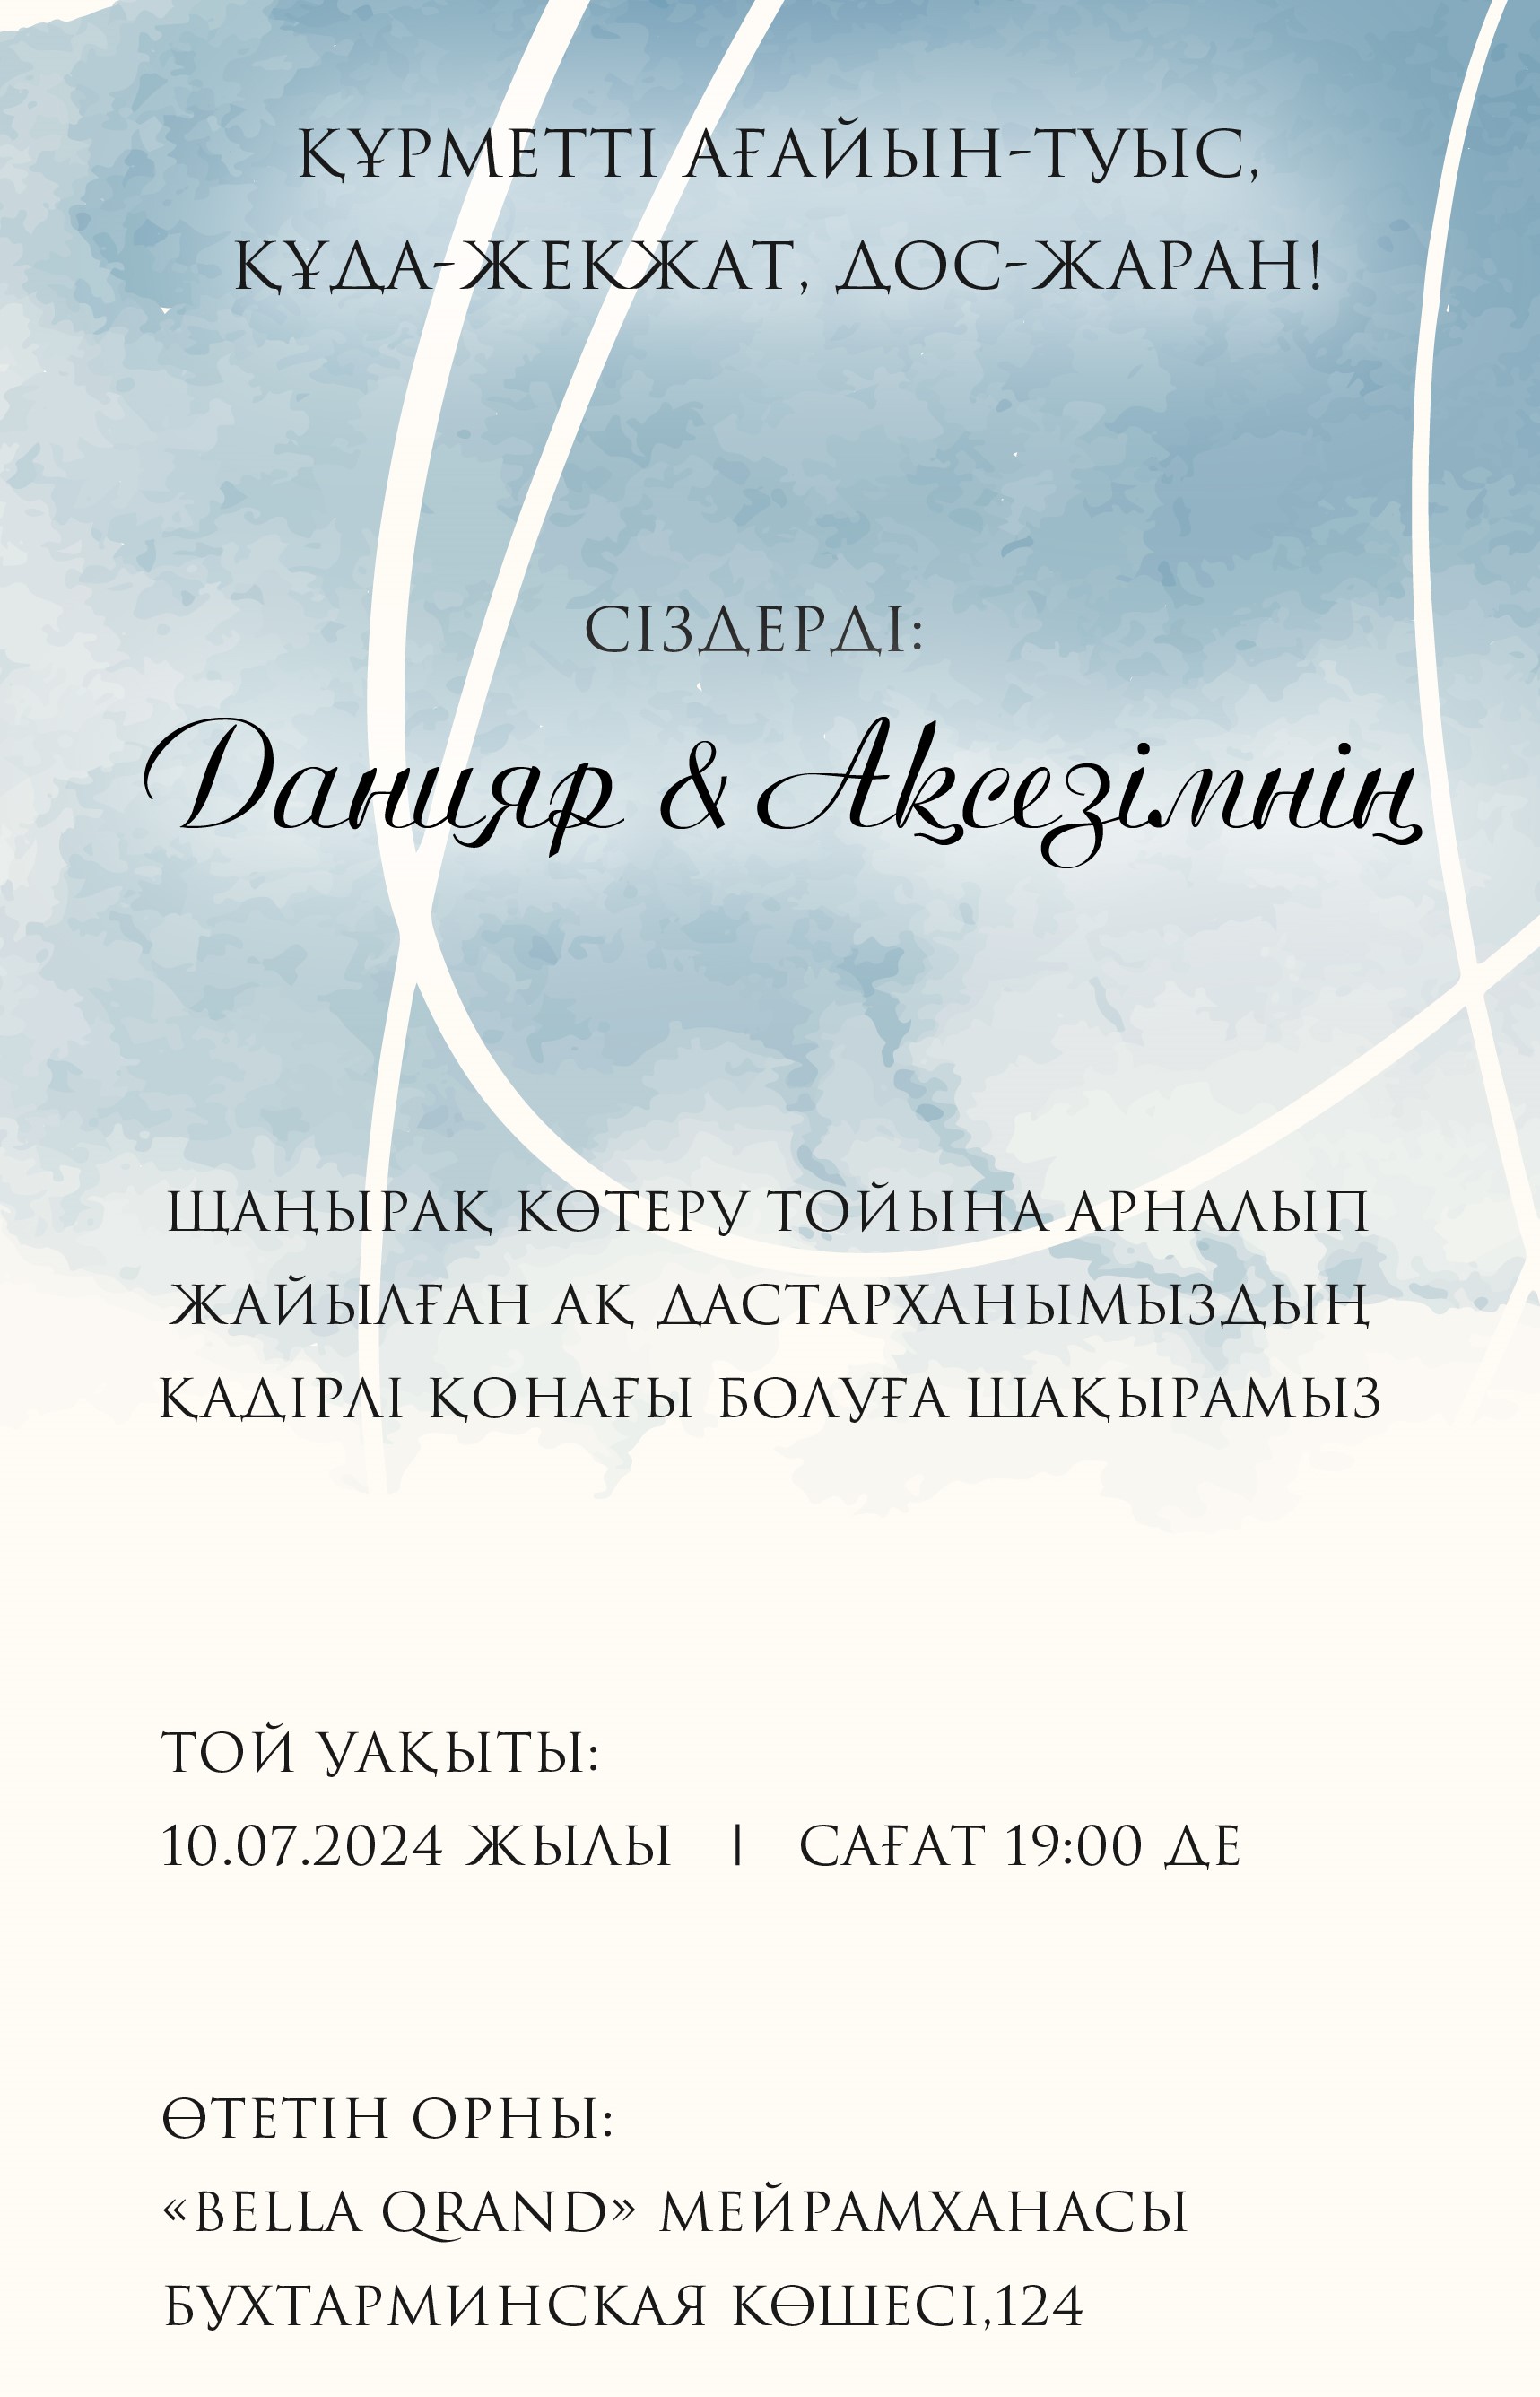 ҚҰРМЕТТІ АҒАЙЫН-ТУЫС,
ҚҰДА-ЖЕКЖАТ, ДОС-ЖАРАН!
СІЗДЕРДІ:
Данияр & Ақсезімнің
ЩАҢЫРАҚ КӨТЕРУ ТОЙЫНА АРНАЛЫП
ЖАЙЫЛҒАН АҚ ДАСТАРХАНЫМЫЗДЫҢ
ҚАДІРЛІ ҚОНАҒЫ БОЛУҒА ШАҚЫРАМЫЗ
ТОЙ УАҚЫТЫ:
10.07.2024 ЖЫЛЫ | САҒАТ 19:00 ДЕ
ӨТЕТІН ОРНЫ:
«BELLA QRAND» МЕЙРАМХАНАСЫ
БУХТАРМИНСКАЯ КӨШЕСІ,124